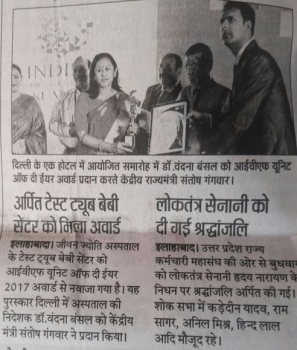 INDI
दिल्ली के एक होटल में आयोजित समारोह में डॉ.वंदना बंसल को आईवीएफ यूनिट
ऑफ दी ईयर अवार्ड प्रदान करते केंद्रीय राज्यमंत्री संतोष गंगवार।
अर्पित टेस्ट ट्यूब बेबी
सेंटर को मिला अवार्ड
इलाहाबाद। जीवन ज्योति अस्पताल
के टेस्ट ट्यूब बेबी सेंटर को
आईवीएफ यूनिट ऑफ दी ईयर
2017 अवार्ड से नवाजा गया है। यह
पुरस्कार दिल्ली में अस्पताल की
निदेशक डॉ.वंदना बंसल को केंद्रीय
मंत्री संतोष गंगवार ने प्रदान किया।
लोकतंत्र सेनानी को
दी गई श्रद्धांजलि
इलाहाबाद। उत्तर प्रदेश राज्य
कर्मचारी महासंघ की ओर से बुधवार
को लोकतंत्र सेनानी हृदय नारायण के
निधन पर श्रद्धांजलि अर्पित की गई।
शोक सभा में कड़ेदीन यादव, राम
सागर, अनिल मिश्र, हिन्द लाल
आदि मौजूद रहे।